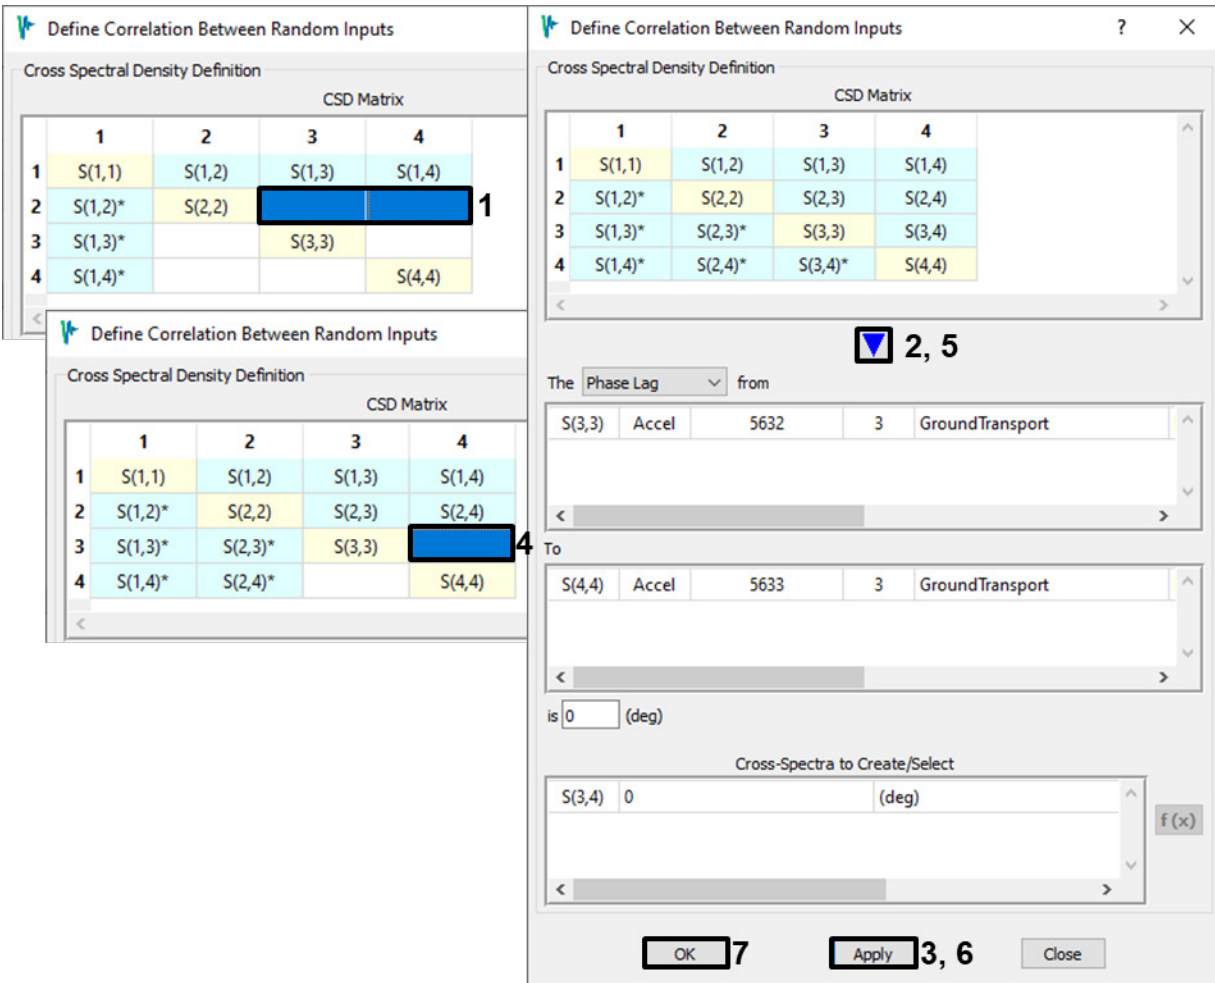 Define Correlation Between Random Inputs
Cross Spectral Density Definition
CSD Matrix
1 2 3 4
1 S(1,1) S(1,2) S(1,3) S(1,4)
2 S(1,2)* S(2,2) 1
3 S(1,3)* S(3,3)
4 S(1,4)* S(4,4)
Define Correlation Between Random Inputs
Cross Spectral Density Definition
CSD Matrix
1 2 3 4
1 S(1,1) S(1,2) S(1,3) S(1,4)
2 S(1,2)* S(2,2) S(2,3) S(2,4)
3 S(1,3)* S(2,3)* S(3,3) 4
4 S(1,4)* S(2,4)* S(4,4)
Define Correlation Between Random Inputs ?
Cross Spectral Density Definition
CSD Matrix
1 2 3 4
1 S(1,1) S(1,2) S(1,3) S(1,4)
2 S(1,2)* S(2,2) S(2,3) S(2,4)
3 S(1,3)* S(2,3)* S(3,3) S(3,4)
4 S(1,4)* S(2,4)* S(3,4)* S(4,4)
2, 5
The Phase Lag from
S(3,3) Accel 5632 3 GroundTransport
To
S(4,4) Accel 5633 3 GroundTransport
is 0 (deg)
Cross-Spectra to Create/Select
S(3,4) 0 (deg)
f (x)
OK 7 Apply 3, 6 Close